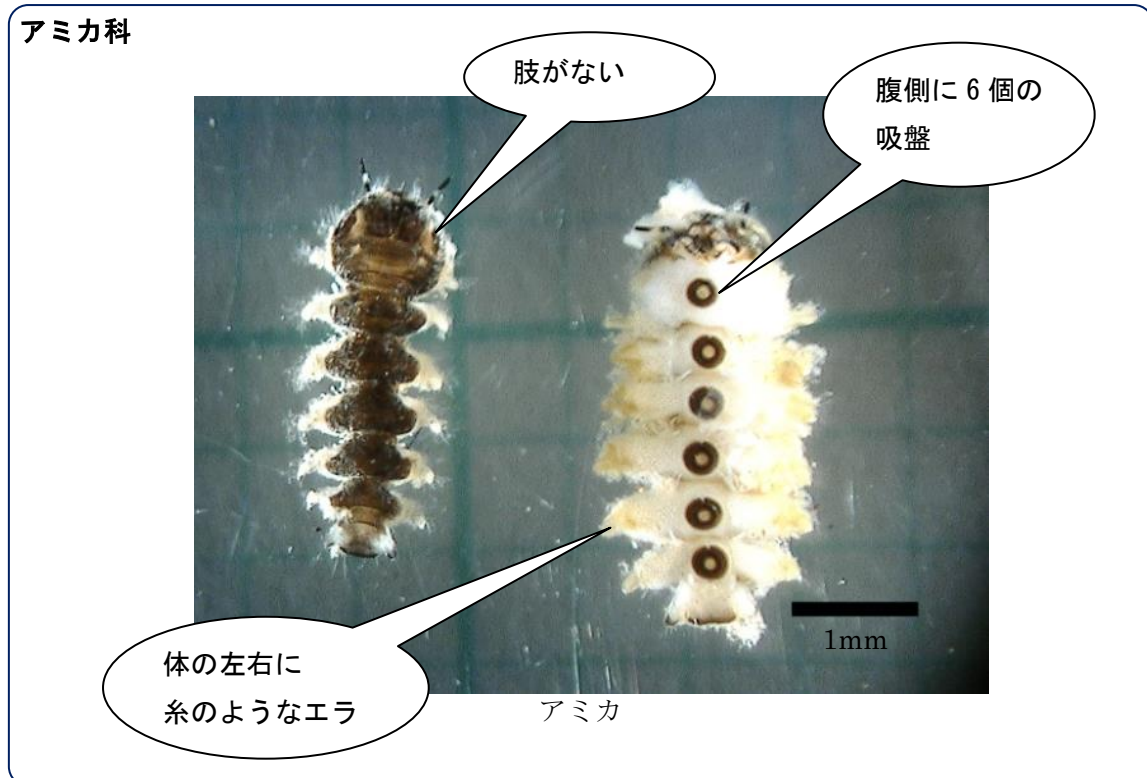 アミカ科
肢がない
腹側に 6 個の
吸盤
1mm
体の左右に
糸のようなエラ
アミカ